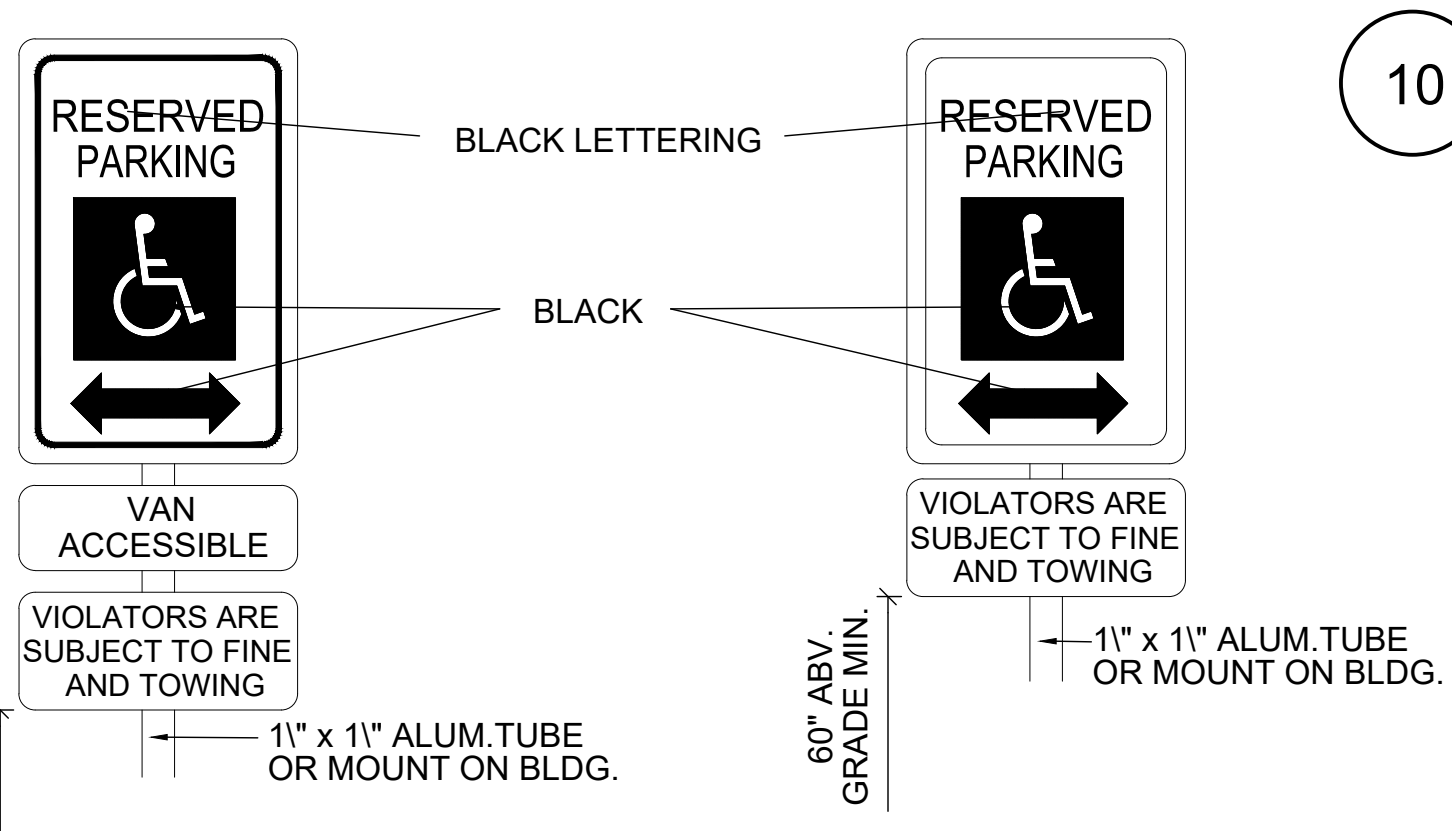 RESERVED
PARKING
VAN
ACCESSIBLE
VIOLATORS ARE
SUBJECT TO FINE
AND TOWING
1\" x 1\" ALUM.TUBE
OR MOUNT ON BLDG.
BLACK LETTERING
BLACK
RESERVED
PARKING
VIOLATORS ARE
SUBJECT TO FINE
AND TOWING
60" ABV.
GRADE MIN.
1\" x 1\" ALUM.TUBE
OR MOUNT ON BLDG.
10